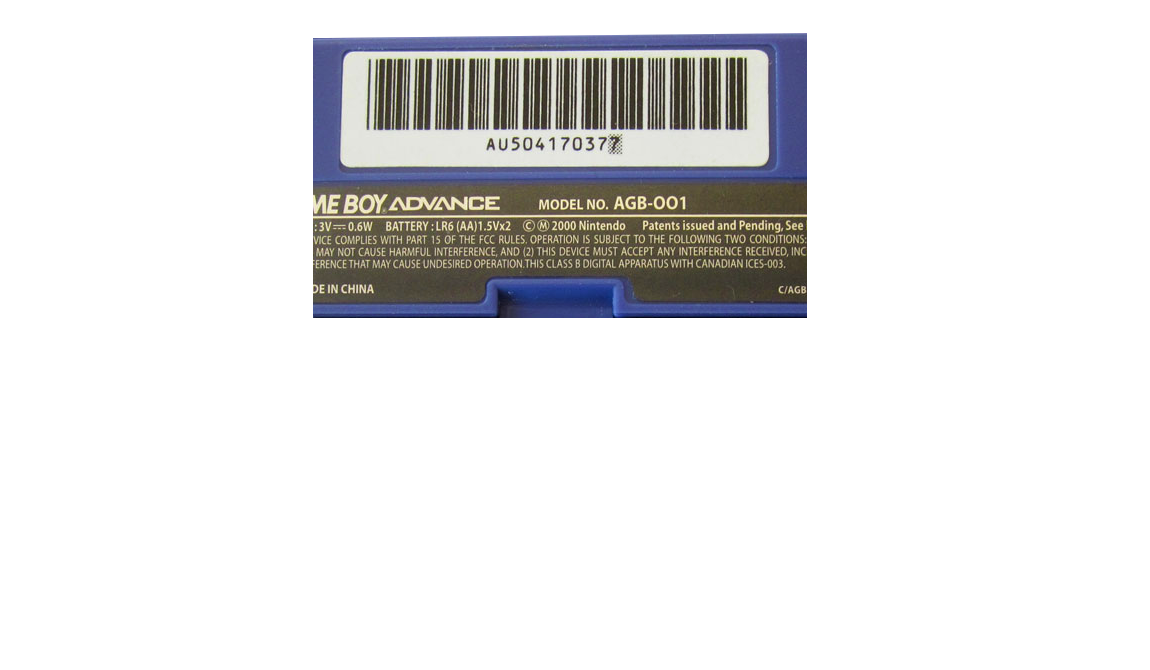 AU504170377
ME BOY ADVANCE MODEL NO. AGB-001
: 3V⎓0.6W BATTERY : LR6 (AA)1.5Vx2 © Ⓜ 2000 Nintendo Patents issued and Pending, See
VICE COMPLIES WITH PART 15 OF THE FCC RULES. OPERATION IS SUBJECT TO THE FOLLOWING TWO CONDITIONS:
MAY NOT CAUSE HARMFUL INTERFERENCE, AND (2) THIS DEVICE MUST ACCEPT ANY INTERFERENCE RECEIVED, INC
FERENCE THAT MAY CAUSE UNDESIRED OPERATION.THIS CLASS B DIGITAL APPARATUS WITH CANADIAN ICES-003.
DE IN CHINA C/AGB